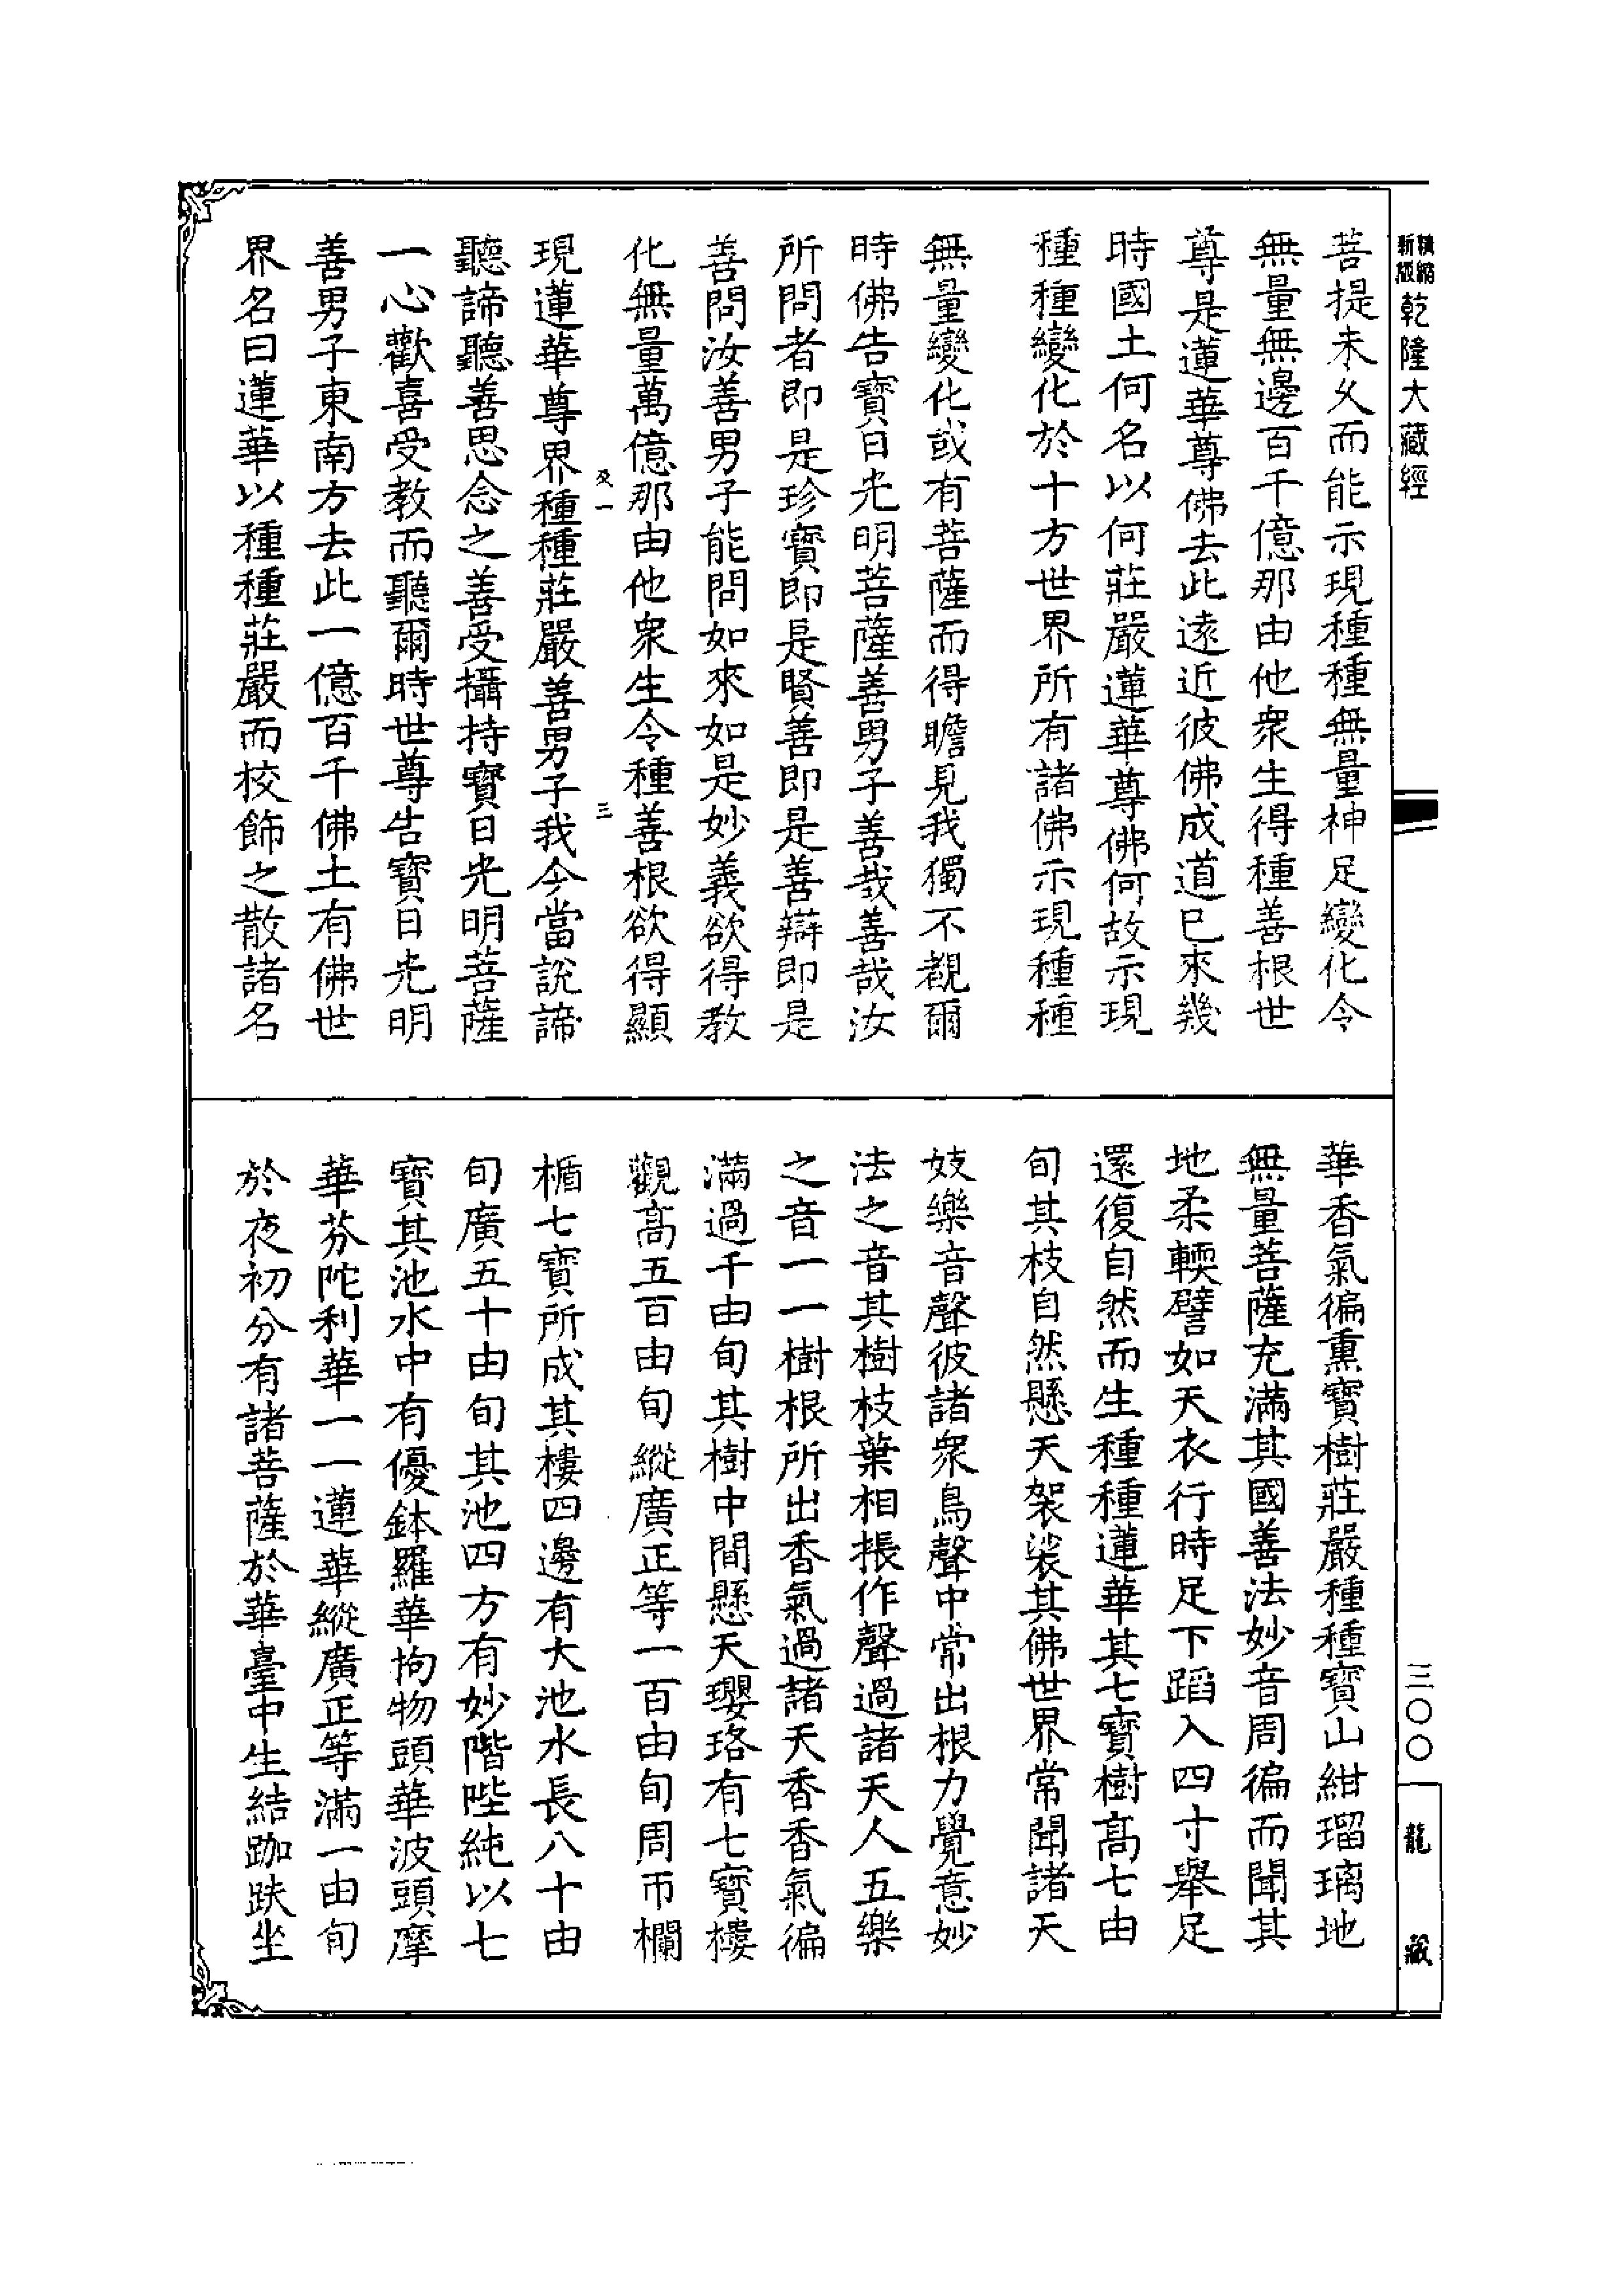 新版
精縮
乾隆大藏經
菩提未久而能示現種種無量神足變化令
無量無邊百千億那由他衆生得種善根世
尊是蓮華尊佛去此遠近彼佛成道巳來幾
時國土何名以何莊嚴蓮華尊佛何故示現
種種變化於十方世界所有諸佛示現種種
無量變化或有菩薩而得瞻見我獨不覩爾
時佛告寶日光明菩薩善男子善哉善哉汝
所問者即是珍寶即是賢善即是善辯即是
善問汝善男子能問如來如是妙義欲得教
化無量萬億那由他衆生令種善根欲得顯
一 三
現蓮華尊界種種莊嚴善男子我今當說諦
聽諦聽善思念之善受攝持寶日光明菩薩
一心歡喜受教而聽爾時世尊告寶日光明
善男子東南方去此一億百千佛土有佛世
界名曰蓮華以種種莊嚴而校飾之散諸名
華香氣徧熏寶樹莊嚴種種寶山紺瑠璃地
無量菩薩充滿其國善法妙音周徧而聞其
地柔輭譬如天衣行時足下蹈入四寸舉足
還復自然而生種種蓮華其七寶樹高七由
旬其枝自然懸天袈裟其佛世界常聞諸天
妓樂音聲彼諸衆鳥聲中常出根力覺意妙
法之音其樹枝葉相掁作聲過諸天人五樂
之音一一樹根所出香氣過諸天香香氣徧
滿過千由旬其樹中間懸天瓔珞有七寶樓
觀高五百由旬縱廣正等一百由旬周帀欄
楯七寶所成其樓四邊有大池水長八十由
旬廣五十由旬其池四方有妙階陛純以七
寶其池水中有優鉢羅華拘物頭華波頭摩
華芬陀利華一一蓮華縱廣正等滿一由旬
於夜初分有諸菩薩於華臺中生結跏趺坐
三〇〇
龍藏